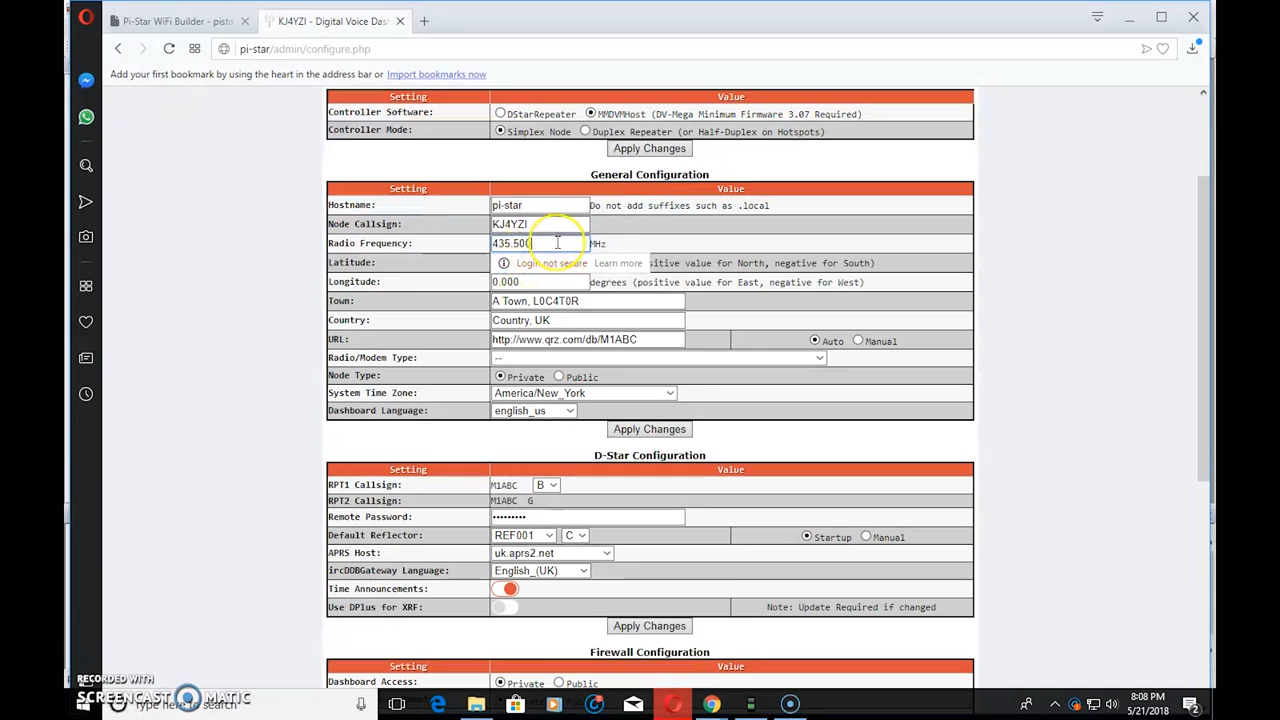 Pi-Star WiFi Builder - pista
KJ4YZI - Digital Voice Das
pi-star/admin/configure.php
Add your first bookmark by using the heart in the address bar or Import bookmarks now
Setting Value
Controller Software: DStarRepeater MMDVMHost (DV-Mega Minimum Firmware 3.07 Required)
Controller Mode: Simplex Node Duplex Repeater (or Half-Duplex on Hotspots)
Apply Changes
General Configuration
Setting Value
Hostname: pi-star Do not add suffixes such as .local
Node Callsign: KJ4YZI
Radio Frequency: 435.500 MHz
Latitude: Login not secure Learn more sitive value for North, negative for South)
Longitude: 0.000 degrees (positive value for East, negative for West)
Town: A Town, L0C4T0R
Country: Country, UK
URL: http://www.qrz.com/db/M1ABC Auto Manual
Radio/Modem Type: --
Node Type: Private Public
System Time Zone: America/New_York
Dashboard Language: english_us
Apply Changes
D-Star Configuration
Setting Value
RPT1 Callsign: M1ABC B
RPT2 Callsign: M1ABC G
Remote Password: •••••••••
Default Reflector: REF001 C Startup Manual
APRS Host: uk.aprs2.net
ircDDBGateway Language: English_(UK)
Time Announcements:
Use DPlus for XRF: Note: Update Required if changed
Apply Changes
Firewall Configuration
Setting Value
Dashboard Access: Private Public
RECORDED WITH
SCREENCAST MATIC
Type here to search
8:08 PM
5/21/2018
2